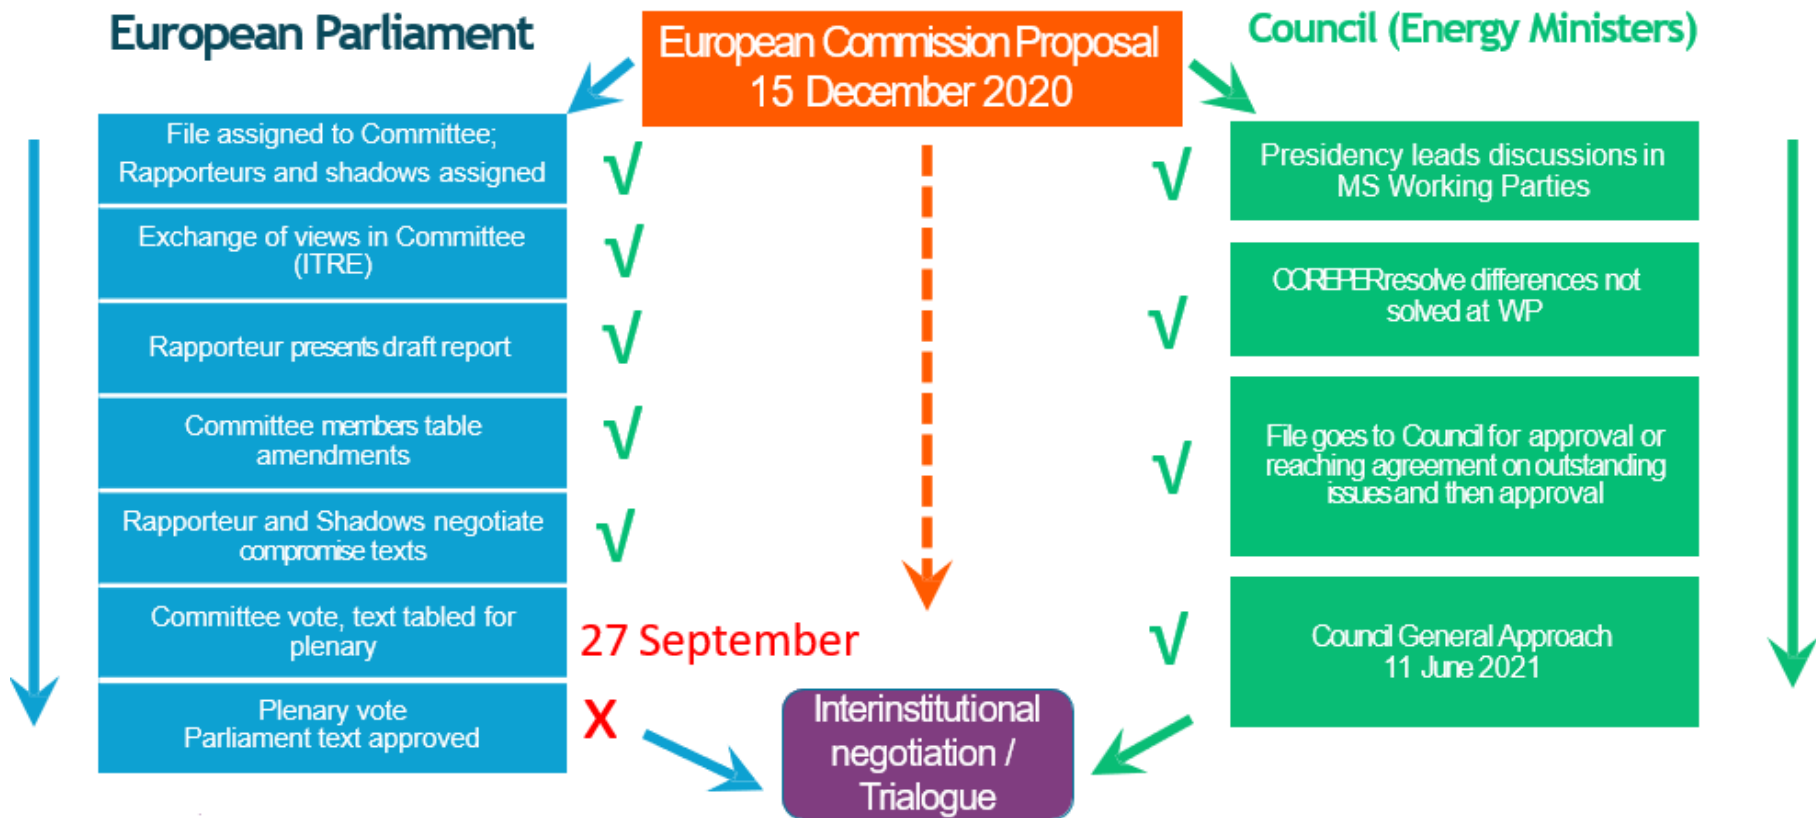 European Parliament
European Commission Proposal
15 December 2020
Council (Energy Ministers)
File assigned to Committee;
Rapporteurs and shadows assigned
√
Exchange of views in Committee
(ITRE)
√
Rapporteur presents draft report
√
Committee members table
amendments
√
Rapporteur and Shadows negotiate
compromise texts
√
Committee vote, text tabled for
plenary
27 September
Plenary vote
Parliament text approved
X
√
Presidency leads discussions in
MS Working Parties
√
COREPER resolve differences not
solved at WP
√
File goes to Council for approval or
reaching agreement on outstanding
issues and then approval
√
Council General Approach
11 June 2021
Interinstitutional
negotiation /
Trialogue